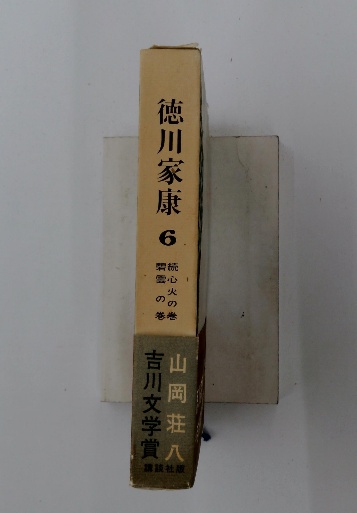 徳川家康
6
続心火の巻
碧雲の巻
山岡荘八
吉川文学賞
講談社版